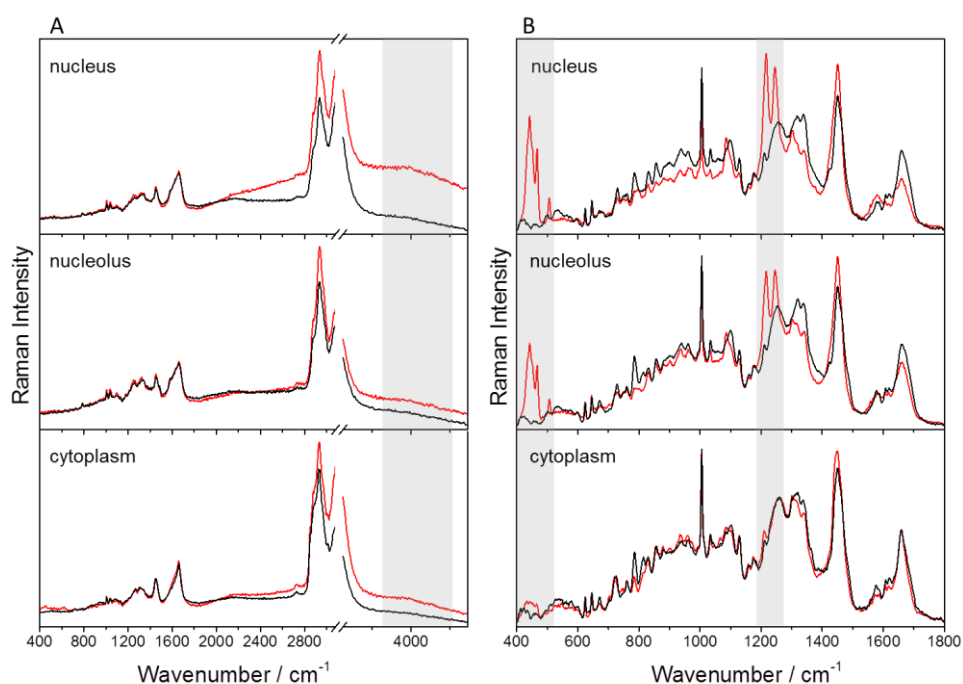 A
nucleus
nucleolus
cytoplasm
Raman Intensity
400 800 1200 1600 2000 2400 2800 4000
Wavenumber / cm⁻¹
B
nucleus
nucleolus
cytoplasm
Raman Intensity
400 600 800 1000 1200 1400 1600 1800
Wavenumber / cm⁻¹